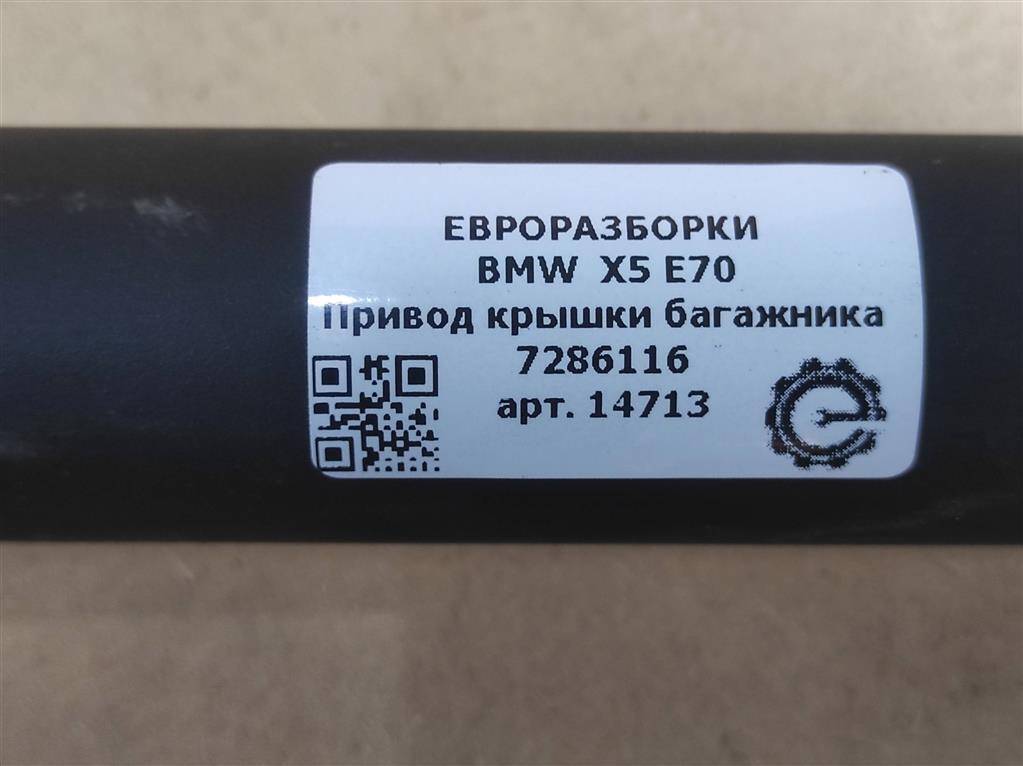 ЕВРОРАЗБОРКИ
BMW X5 E70
Привод крышки багажника
7286116
арт. 14713